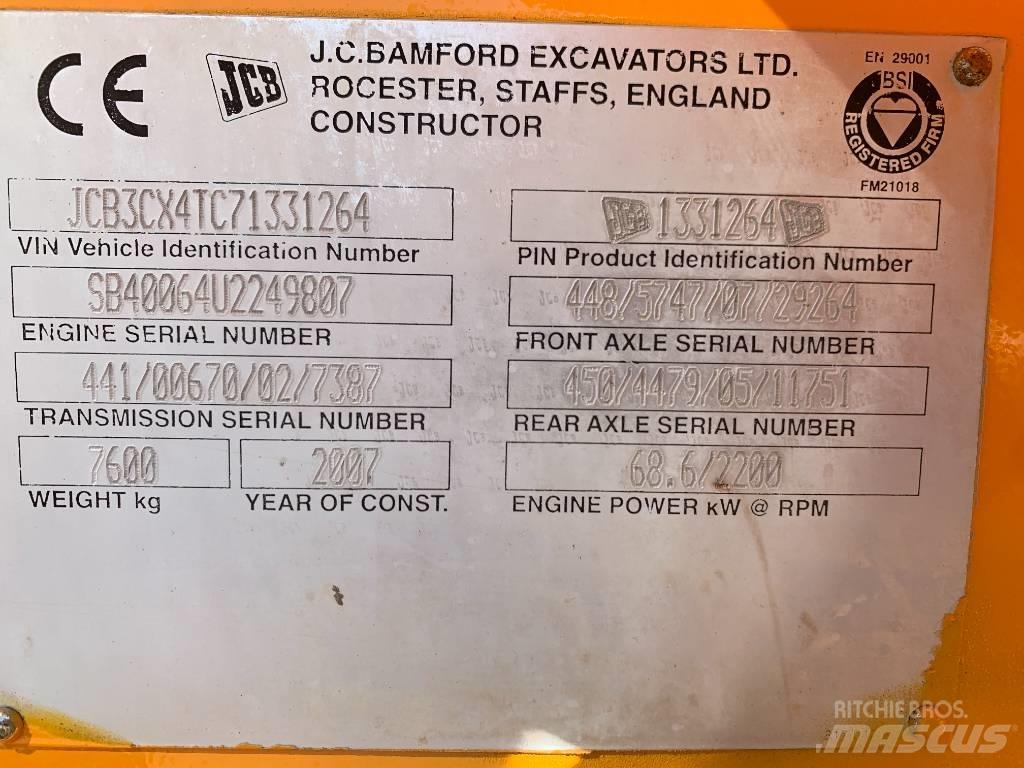 CE
JCB
J.C.BAMFORD EXCAVATORS LTD.
ROCESTER, STAFFS, ENGLAND
CONSTRUCTOR
EN 29001
BSI
REGISTERED FIRM
FM21018
JCB3CX4TC71331264
VIN Vehicle Identification Number
JCB 1331264 JCB
PIN Product Identification Number
SB40064U2249807
ENGINE SERIAL NUMBER
448/5747/07/29264
FRONT AXLE SERIAL NUMBER
441/00670/02/7387
TRANSMISSION SERIAL NUMBER
450/4479/05/11751
REAR AXLE SERIAL NUMBER
7600
WEIGHT kg
2007
YEAR OF CONST.
68.6/2200
ENGINE POWER KW @ RPM
RITCHIE BROS.
MASCUS